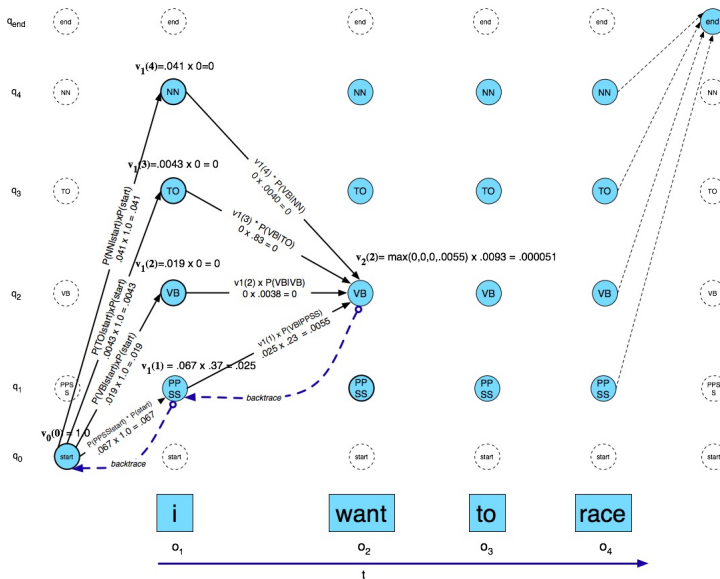 q_end
end
end
end
end
end
end
v₁(4)=.041 x 0=0
q₄
NN
NN
NN
NN
NN
NN
P(NN|start)xP(start)
.041 x 1.0 = .041
v1(4) * P(VB|NN)
0 x .0040 = 0
v₁(3)=.0043 x 0 = 0
q₃
TO
TO
TO
TO
TO
TO
P(TO|start)xP(start)
.0043 x 1.0 = .0043
v1(3) * P(VB|TO)
0 x .83 = 0
v₁(2)=.019 x 0 = 0
v₂(2)= max(0,0,0,.0055) x .0093 = .000051
q₂
VB
VB
VB
VB
VB
VB
v1(2) x P(VB|VB)
0 x .0038 = 0
P(VB|start)xP(start)
.019 x 1.0 = .019
v1(1) x P(VB|PPSS)
.025 x .23 = .0055
v₁(1) = .067 x .37 = .025
q₁
PPS
S
PP
SS
PP
SS
PP
SS
PP
SS
PPS
S
backtrace
P(PPSS|start) * P(start)
.067 x 1.0 = .067
v₀(0) = 1.0
q₀
start
start
start
start
start
start
backtrace
i
want
to
race
o₁
o₂
o₃
o₄
t